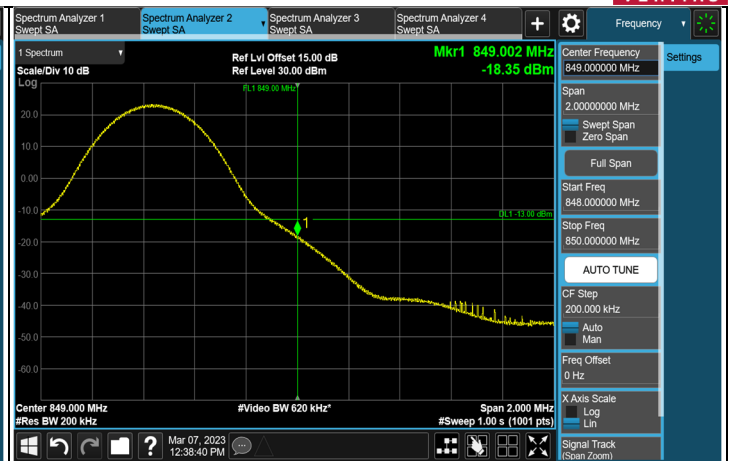 Spectrum Analyzer 1
Swept SA
Spectrum Analyzer 2
Swept SA
Spectrum Analyzer 3
Swept SA
Spectrum Analyzer 4
Swept SA
+
Frequency
1 Spectrum
Scale/Div 10 dB
Log
Ref Lvl Offset 15.00 dB
Ref Level 30.00 dBm
Mkr1 849.002 MHz
-18.35 dBm
FL1 849.00 MHz
20.0
10.0
0.00
-10.0
-20.0
-30.0
-40.0
-50.0
-60.0
DL1 -13.00 dBm
1
Center 849.000 MHz
#Res BW 200 kHz
#Video BW 620 kHz*
Span 2.000 MHz
#Sweep 1.00 s (1001 pts)
Center Frequency
849.000000 MHz
Settings
Span
2.00000000 MHz
Swept Span
Zero Span
Full Span
Start Freq
848.000000 MHz
Stop Freq
850.000000 MHz
AUTO TUNE
CF Step
200.000 kHz
Auto
Man
Freq Offset
0 Hz
X Axis Scale
Log
Lin
Signal Track
(Span Zoom)
?
Mar 07, 2023
12:38:40 PM